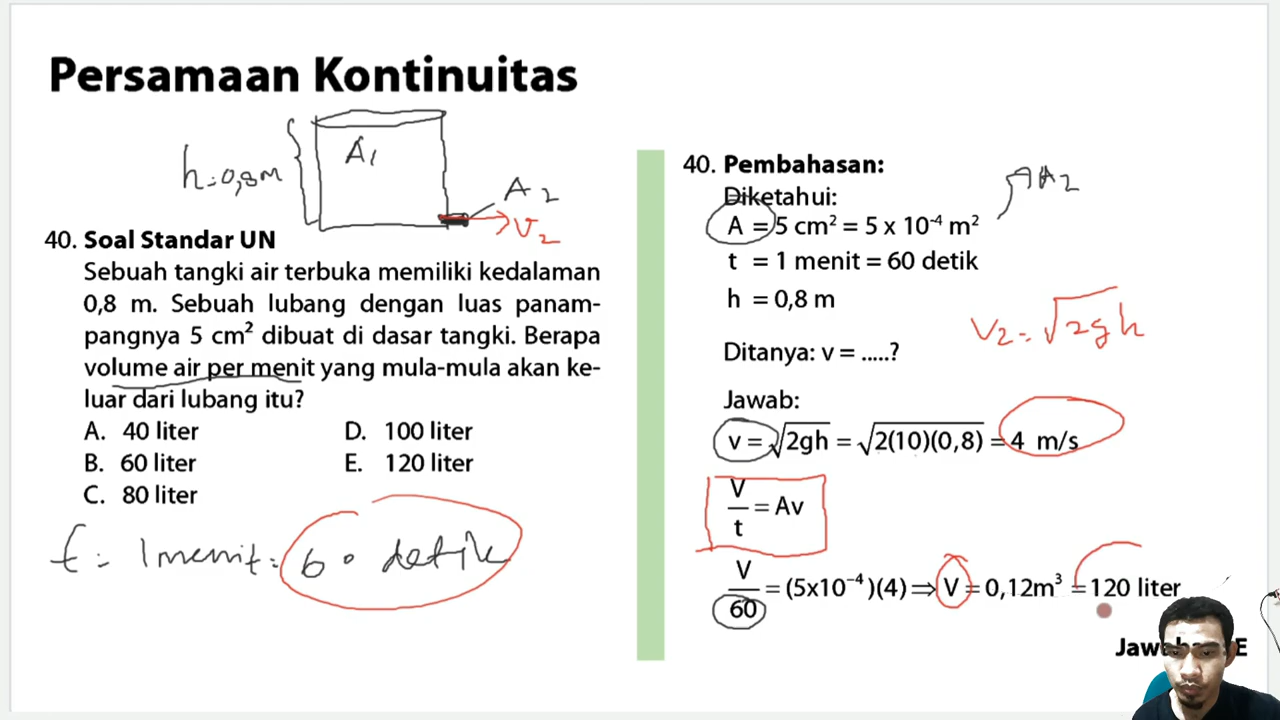 Persamaan Kontinuitas
h = 0,8m
A1
A2
V2
40. Soal Standar UN
Sebuah tangki air terbuka memiliki kedalaman
0,8 m. Sebuah lubang dengan luas panam-
pangnya 5 cm² dibuat di dasar tangki. Berapa
volume air per menit yang mula-mula akan ke-
luar dari lubang itu?
A. 40 liter
B. 60 liter
C. 80 liter
D. 100 liter
E. 120 liter
t = 1 menit = 60 detik
40. Pembahasan:
A2
Diketahui:
A = 5 cm² = 5 x 10⁻⁴ m²
t = 1 menit = 60 detik
h = 0,8 m
V2 = √2gh
Ditanya: v = .....?
Jawab:
v = √2gh = √2(10)(0,8) = 4 m/s
V/t = Av
V/60 = (5x10⁻⁴)(4) ⇒ V = 0,12m³ = 120 liter
E